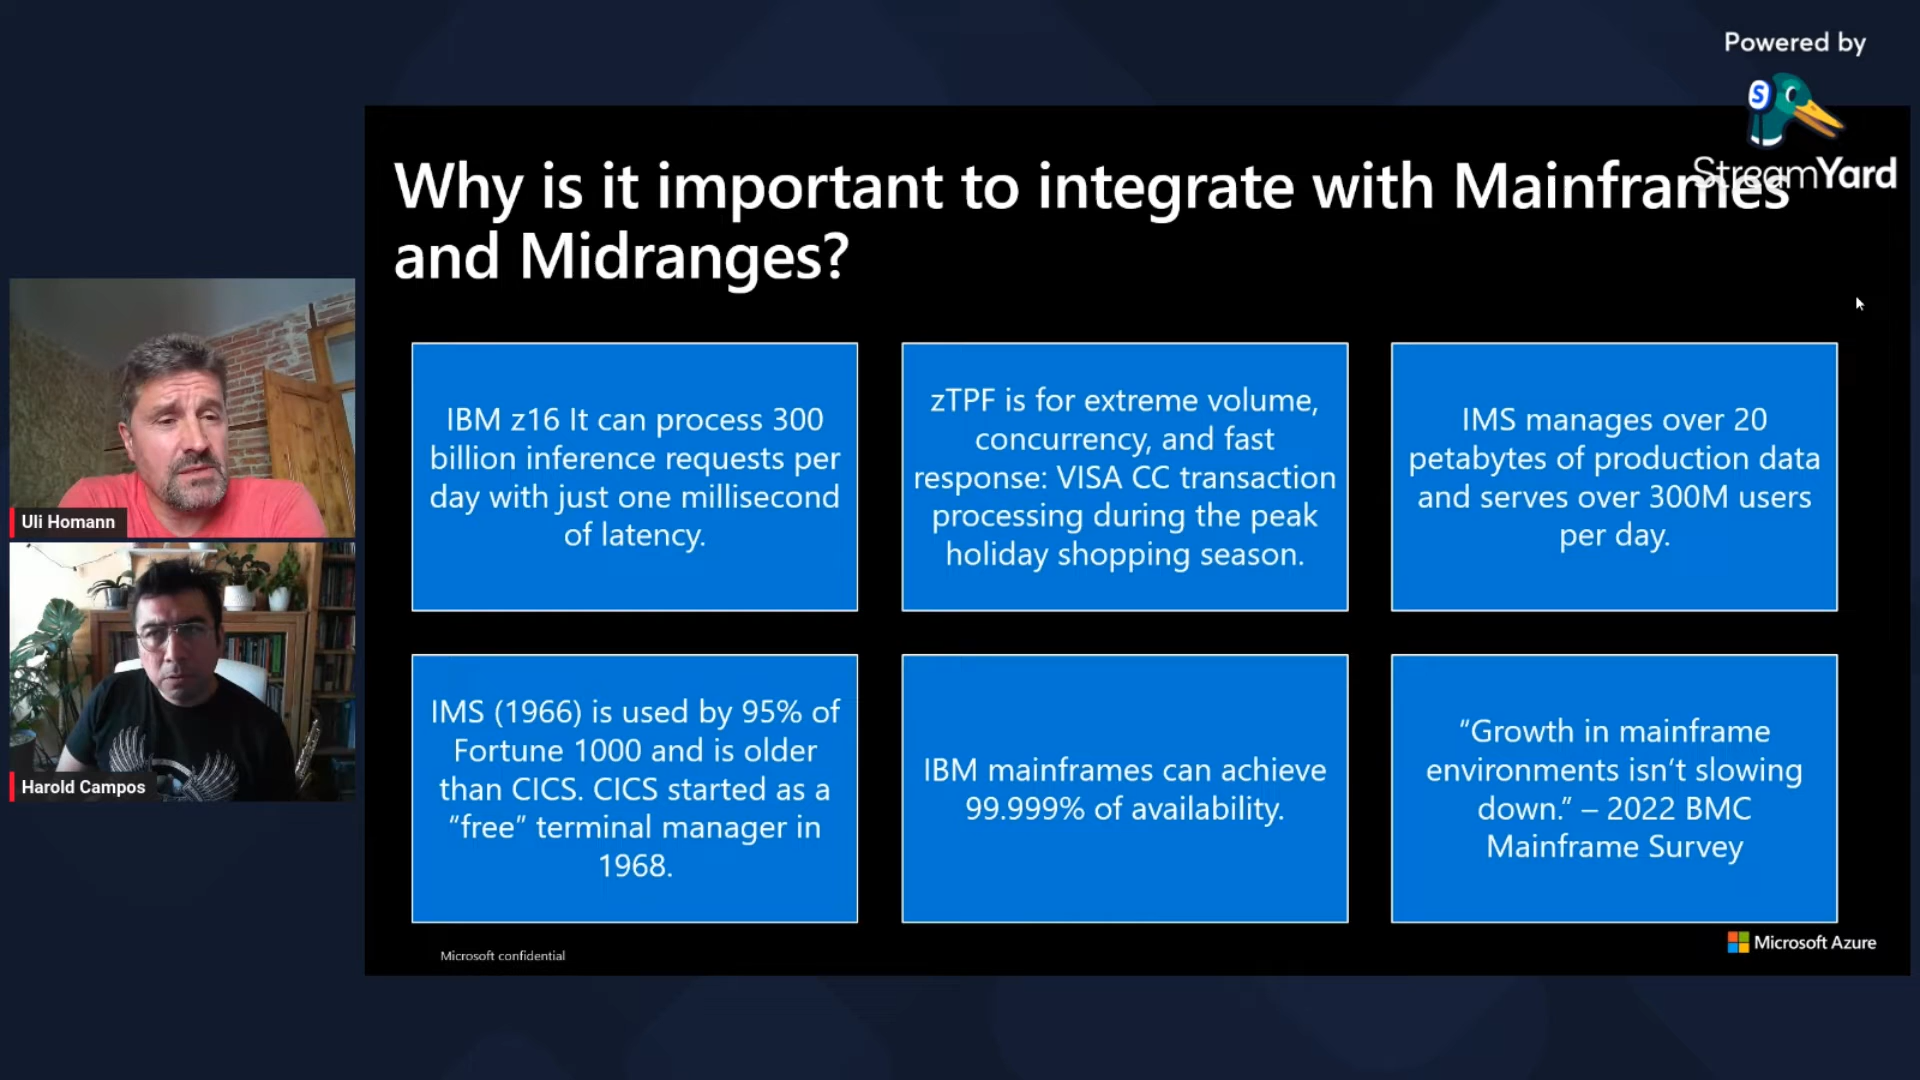 Powered by
StreamYard
Why is it important to integrate with Mainframes
and Midranges?
IBM z16 It can process 300
billion inference requests per
day with just one millisecond
of latency.
zTPF is for extreme volume,
concurrency, and fast
response: VISA CC transaction
processing during the peak
holiday shopping season.
IMS manages over 20
petabytes of production data
and serves over 300M users
per day.
Uli Homann
Harold Campos
IMS (1966) is used by 95% of
Fortune 1000 and is older
than CICS. CICS started as a
“free” terminal manager in
1968.
IBM mainframes can achieve
99.999% of availability.
“Growth in mainframe
environments isn’t slowing
down.” – 2022 BMC
Mainframe Survey
Microsoft confidential
Microsoft Azure